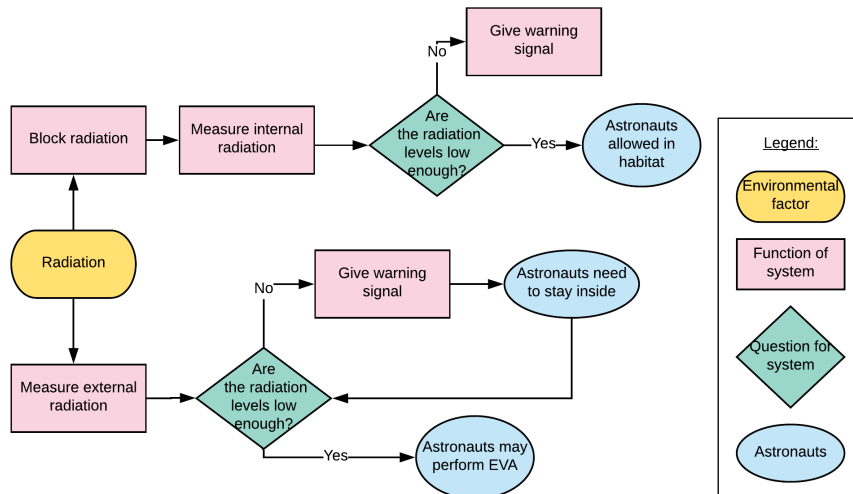 Give warning
signal
No
Block radiation
Measure internal
radiation
Are
the radiation
levels low
enough?
Yes
Astronauts
allowed in
habitat
Radiation
No
Give warning
signal
Astronauts need
to stay inside
Measure external
radiation
Are
the radiation
levels low
enough?
Yes
Astronauts may
perform EVA
Legend:
Environmental
factor
Function of
system
Question for
system
Astronauts